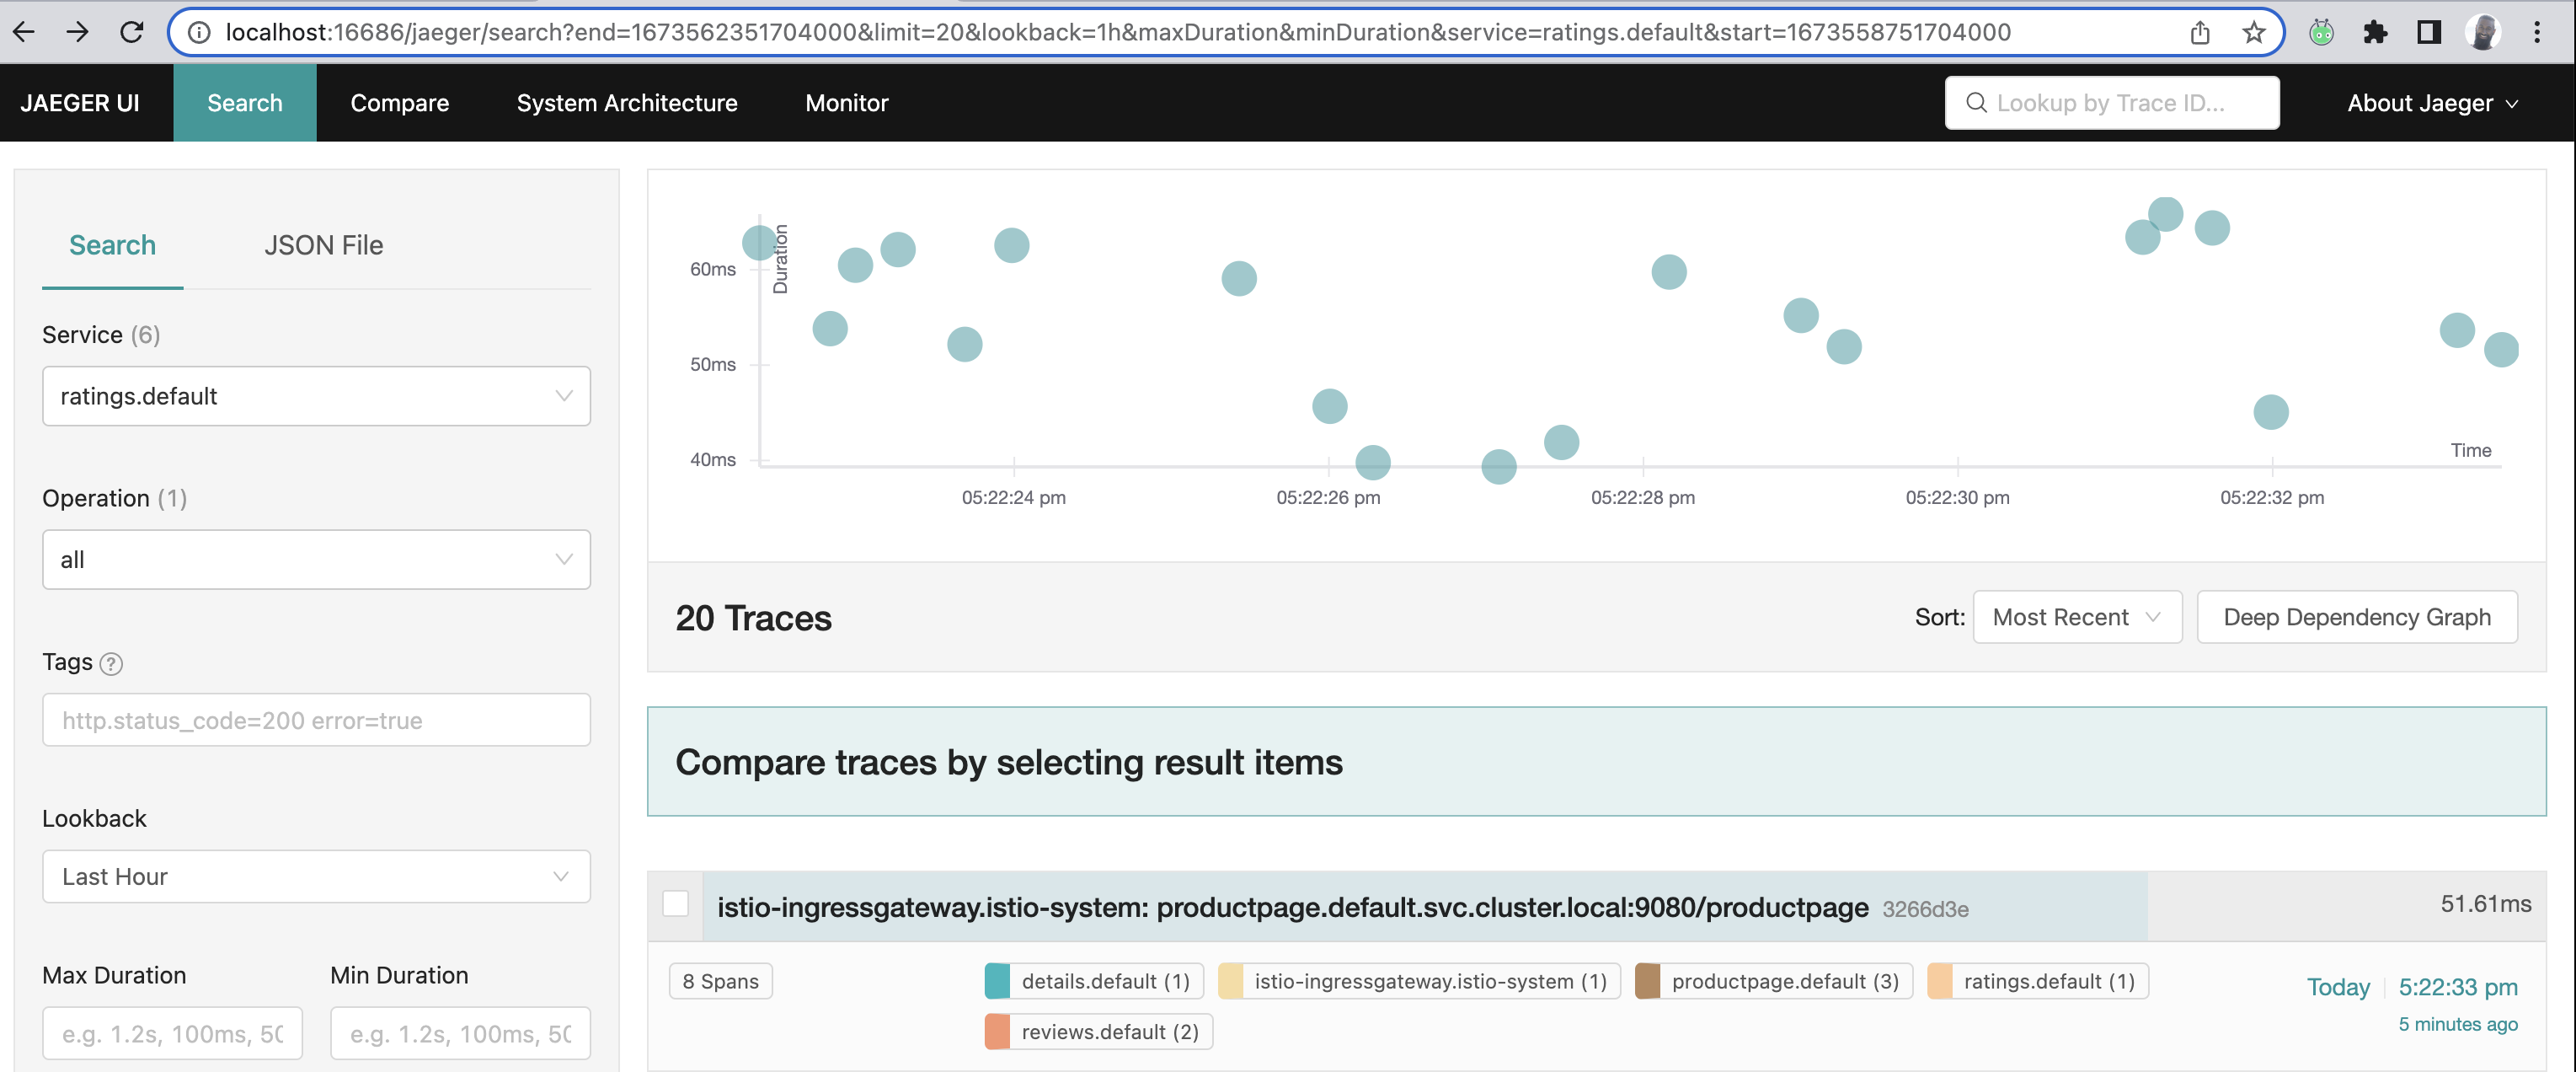 localhost:16686/jaeger/search?end=1673562351704000&limit=20&lookback=1h&maxDuration&minDuration&service=ratings.default&start=1673558751704000
JAEGER UI Search Compare System Architecture Monitor Lookup by Trace ID... About Jaeger
Search JSON File
Service (6)
ratings.default
Operation (1)
all
Tags ?
http.status_code=200 error=true
Lookback
Last Hour
Max Duration Min Duration
e.g. 1.2s, 100ms, 50 e.g. 1.2s, 100ms, 50
Duration
60ms
50ms
40ms
Time
05:22:24 pm 05:22:26 pm 05:22:28 pm 05:22:30 pm 05:22:32 pm
20 Traces Sort: Most Recent Deep Dependency Graph
Compare traces by selecting result items
istio-ingressgateway.istio-system: productpage.default.svc.cluster.local:9080/productpage 3266d3e 51.61ms
8 Spans details.default (1) istio-ingressgateway.istio-system (1) productpage.default (3) ratings.default (1) Today 5:22:33 pm
reviews.default (2) 5 minutes ago